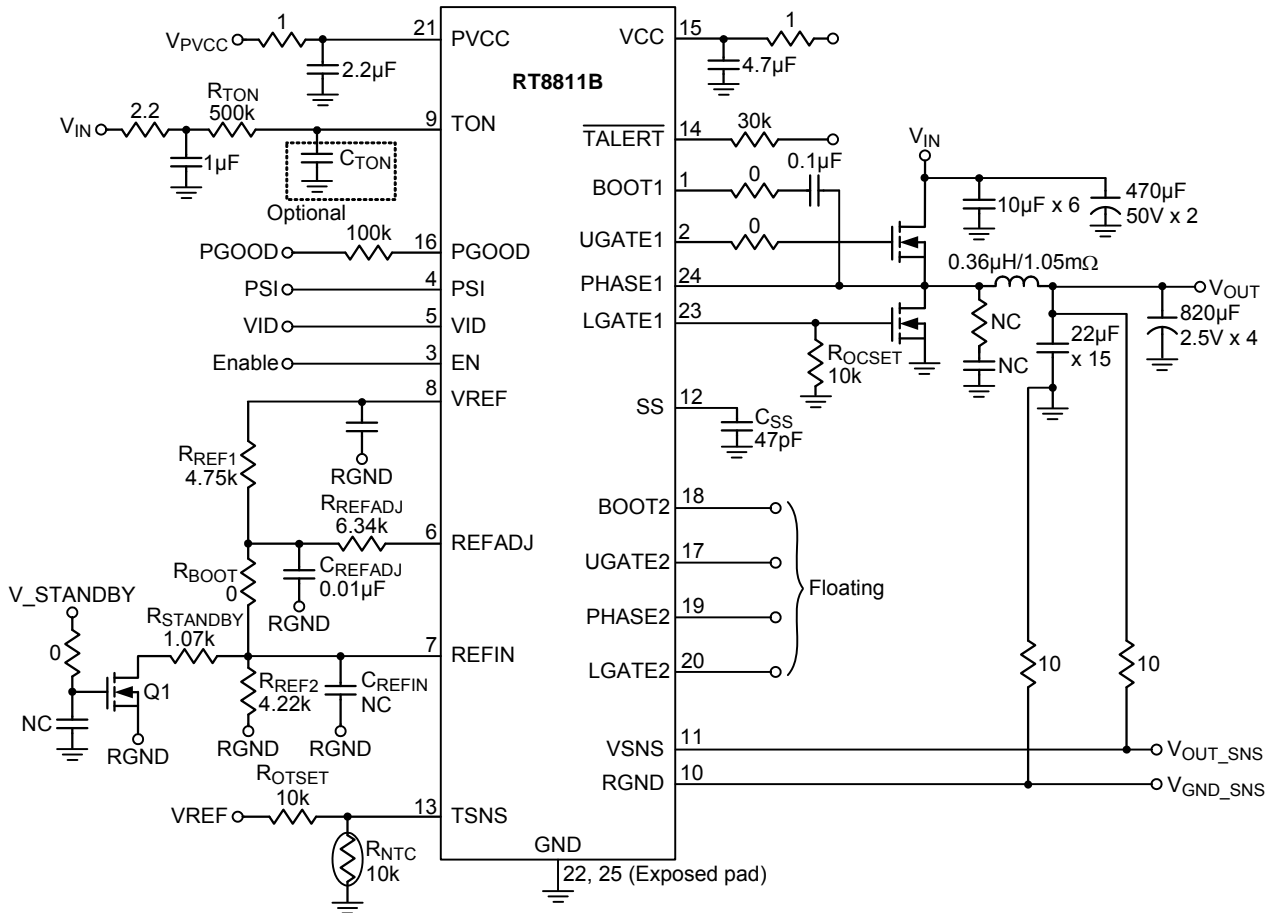 V_PVCC
1
21
PVCC
2.2µF
RT8811B
VCC
15
1
4.7µF
V_IN
2.2
R_TON
500k
9
TON
1µF
C_TON
Optional
TALERT
14
30k
BOOT1
1
0
0.1µF
V_IN
10µF x 6
470µF
50V x 2
UGATE1
2
0
PGOOD
100k
16
PGOOD
PHASE1
24
0.36µH/1.05mΩ
V_OUT
PSI
4
PSI
LGATE1
23
NC
NC
820µF
2.5V x 4
22µF
x 15
VID
5
VID
R_OCSET
10k
Enable
3
EN
8
VREF
RGND
SS
12
C_SS
47pF
R_REF1
4.75k
R_REFADJ
6.34k
6
REFADJ
C_REFADJ
0.01µF
RGND
R_BOOT
0
BOOT2
18
UGATE2
17
PHASE2
19
LGATE2
20
Floating
V_STANDBY
0
R_STANDBY
1.07k
7
REFIN
Q1
NC
RGND
R_REF2
4.22k
RGND
C_REFIN
NC
RGND
10
10
VSNS
11
V_OUT_SNS
RGND
10
V_GND_SNS
R_OTSET
10k
VREF
13
TSNS
R_NTC
10k
GND
22, 25 (Exposed pad)